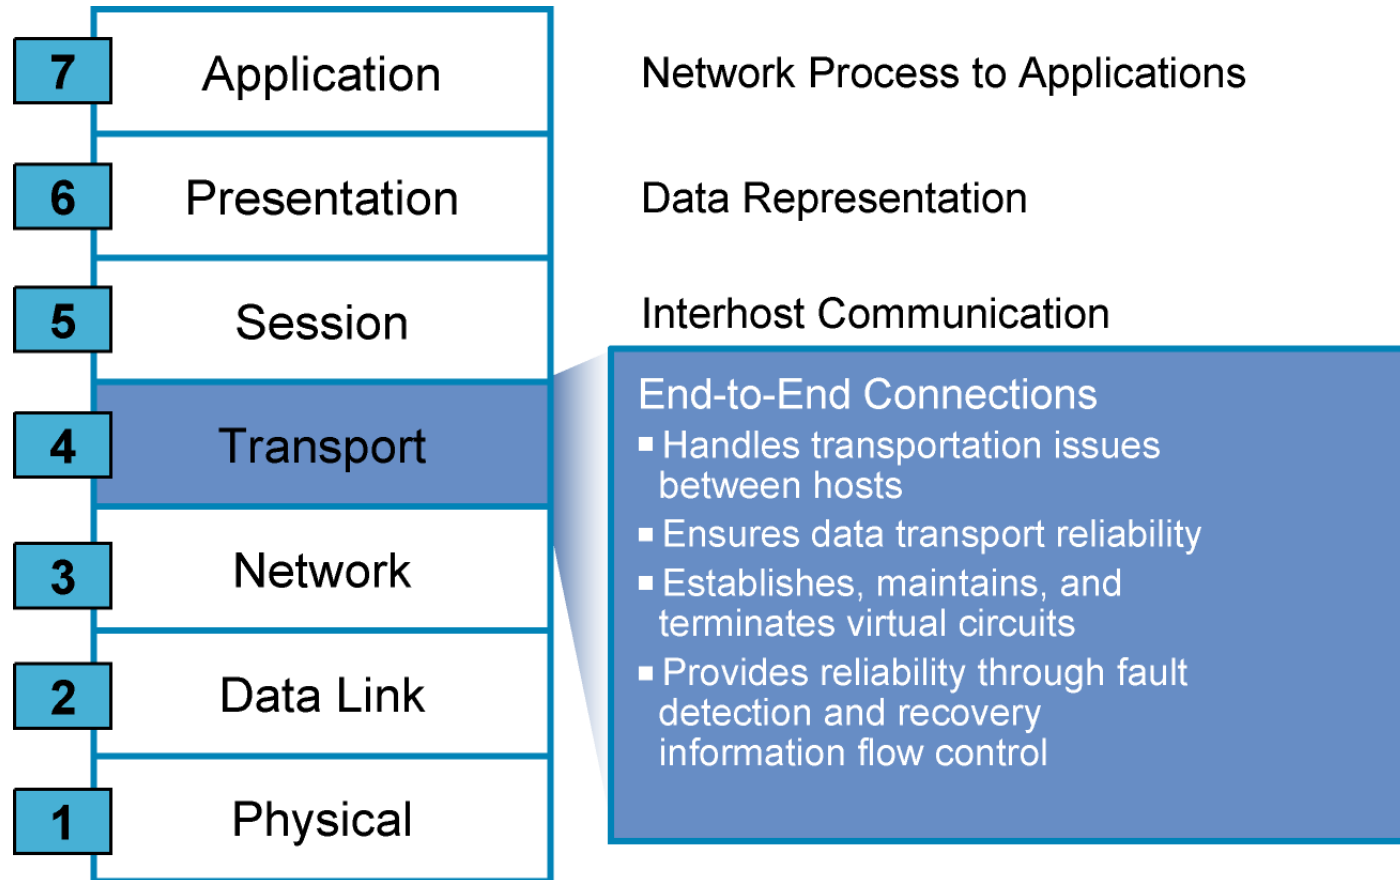 7 Application Network Process to Applications
6 Presentation Data Representation
5 Session Interhost Communication
4 Transport
End-to-End Connections
▪ Handles transportation issues
between hosts
▪ Ensures data transport reliability
▪ Establishes, maintains, and
terminates virtual circuits
▪ Provides reliability through fault
detection and recovery
information flow control
3 Network
2 Data Link
1 Physical